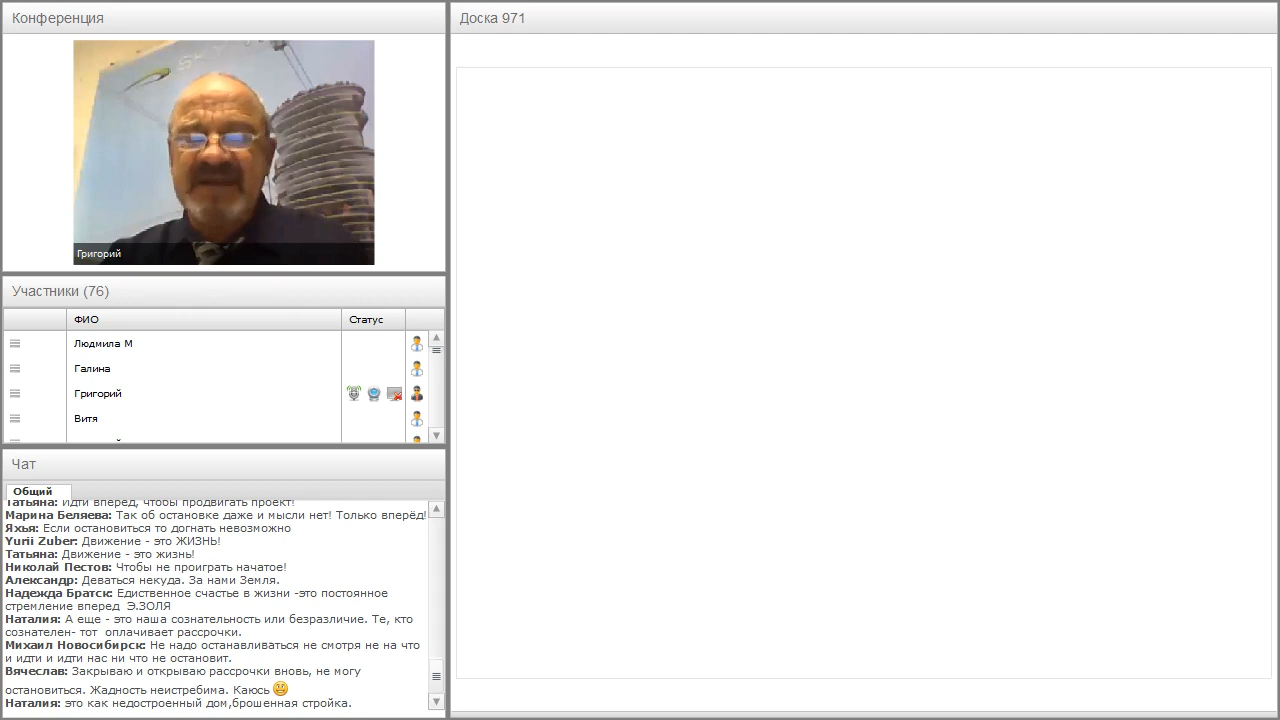 Конференция
SKY
Григорий
Участники (76)
ФИО
Статус
Людмила М
Галина
Григорий
Витя
Чат
Общий
Татьяна: Идти вперед, чтобы продвигать проект!
Марина Беляева: Так об остановке даже и мысли нет! Только вперёд!
Яхья: Если остановиться то догнать невозможно
Yurii Zuber: Движение - это ЖИЗНЬ!
Татьяна: Движение - это жизнь!
Николай Пестов: Чтобы не проиграть начатое!
Александр: Деваться некуда. За нами Земля.
Надежда Братск: Едиственное счастье в жизни -это постоянное
стремление вперед Э.ЗОЛЯ
Наталия: А еще - это наша сознательность или безразличие. Те, кто
сознателен- тот оплачивает рассрочки.
Михаил Новосибирск: Не надо останавливаться не смотря не на что
и идти и идти нас ни что не остановит.
Вячеслав: Закрываю и открываю рассрочки вновь, не могу
остановиться. Жадность неистребима. Каюсь
Наталия: это как недостроенный дом,брошенная стройка.
Доска 971